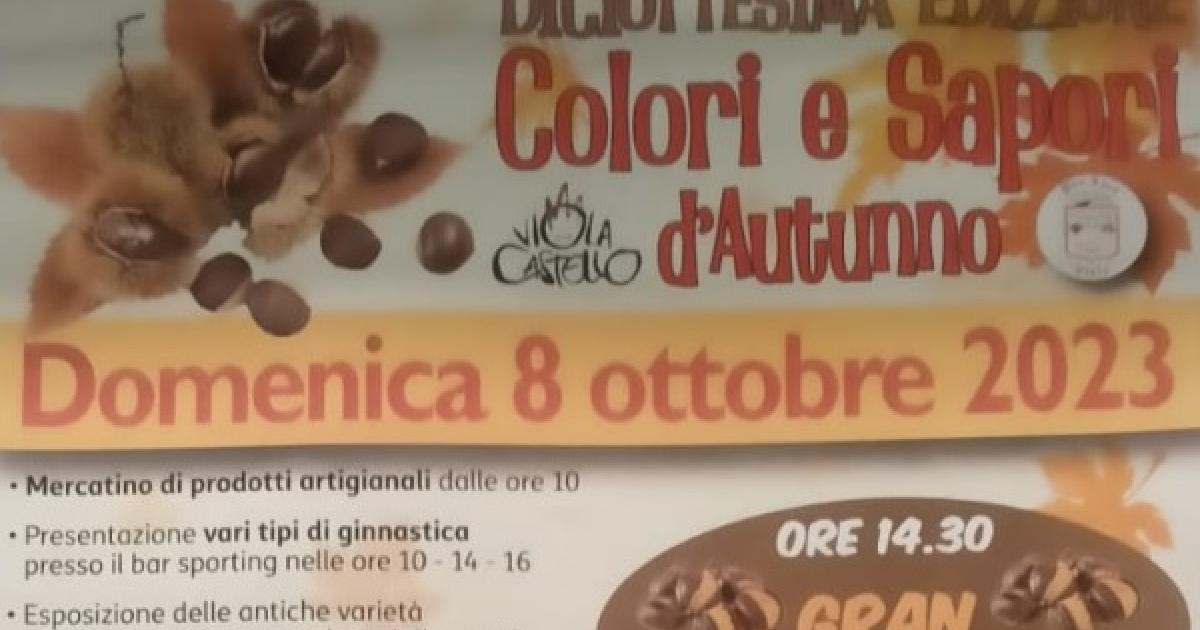 DICIOTTESIMA EDIZIONE
Colori e Sapori
VIOLA
CASTELLO
d'Autunno
Domenica 8 ottobre 2023
• Mercatino di prodotti artigianali dalle ore 10
• Presentazione vari tipi di ginnastica
presso il bar sporting nelle ore 10 - 14 - 16
• Esposizione delle antiche varietà
ORE 14.30
GRAN